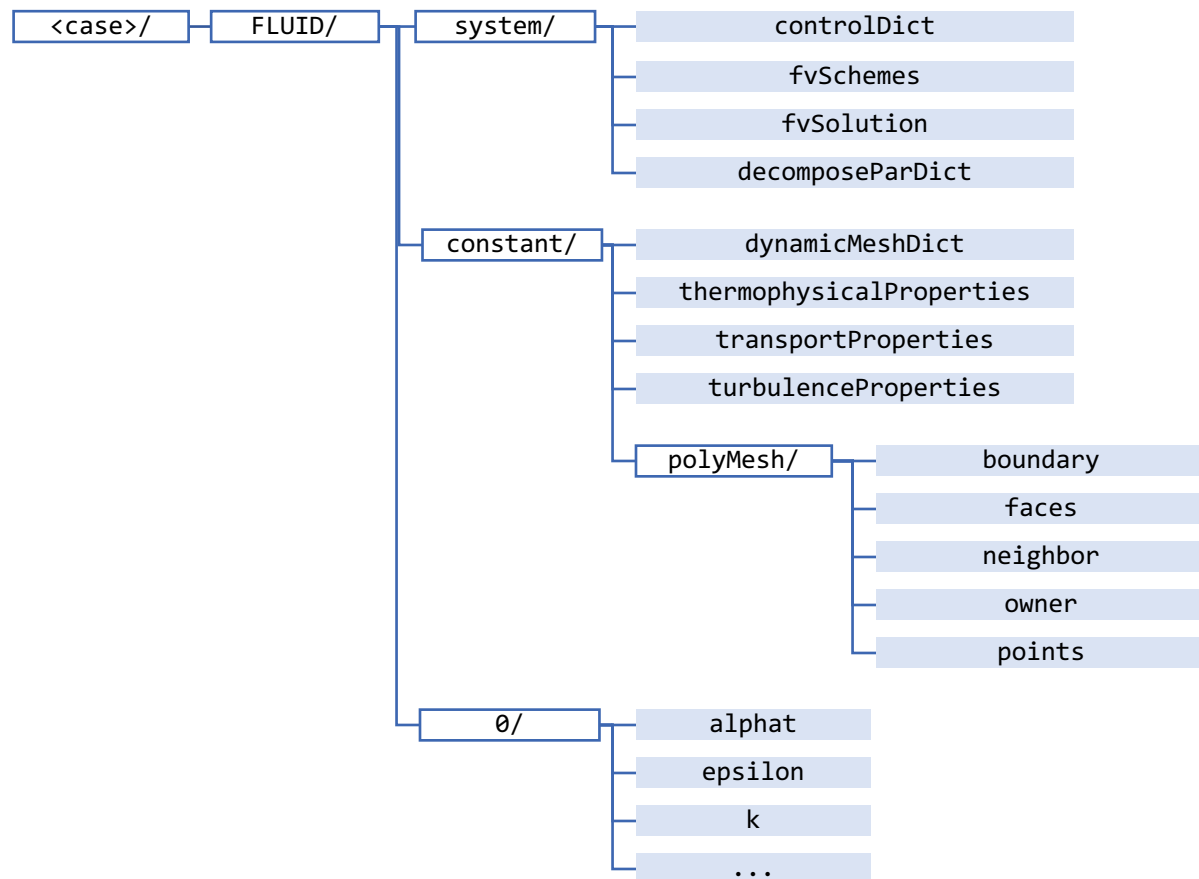 <case>/ FLUID/ system/ controlDict
fvSchemes
fvSolution
decomposeParDict
constant/ dynamicMeshDict
thermophysicalProperties
transportProperties
turbulenceProperties
polyMesh/ boundary
faces
neighbor
owner
points
0/ alphat
epsilon
k
...